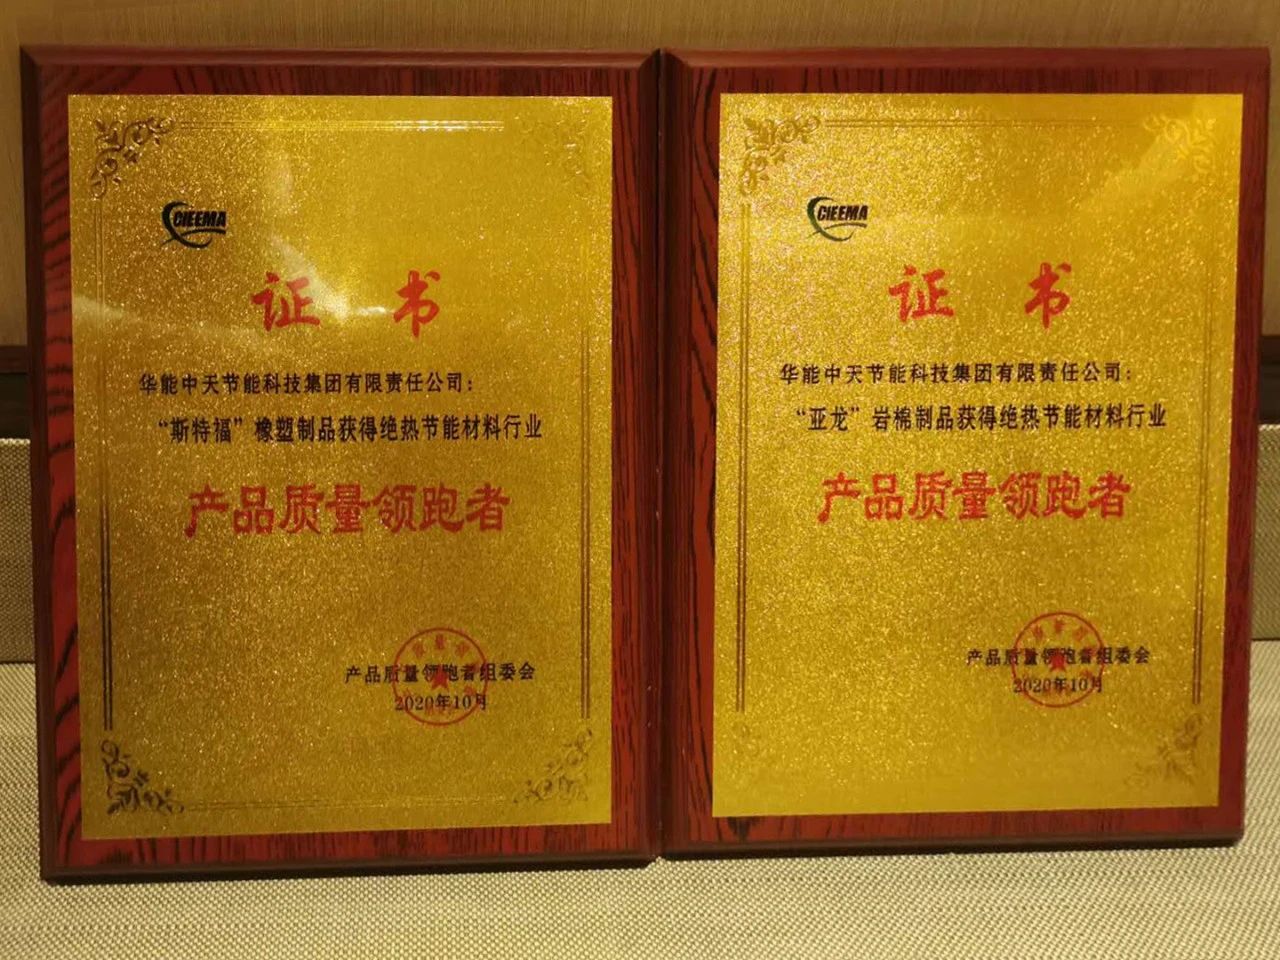 CIEEMA
证 书
华能中天节能科技集团有限责任公司：
“斯特福”橡塑制品获得绝热节能材料行业
产品质量领跑者
产品质量领跑者组委会
2020年10月
CIEEMA
证 书
华能中天节能科技集团有限责任公司：
“亚龙”岩棉制品获得绝热节能材料行业
产品质量领跑者
产品质量领跑者组委会
2020年10月